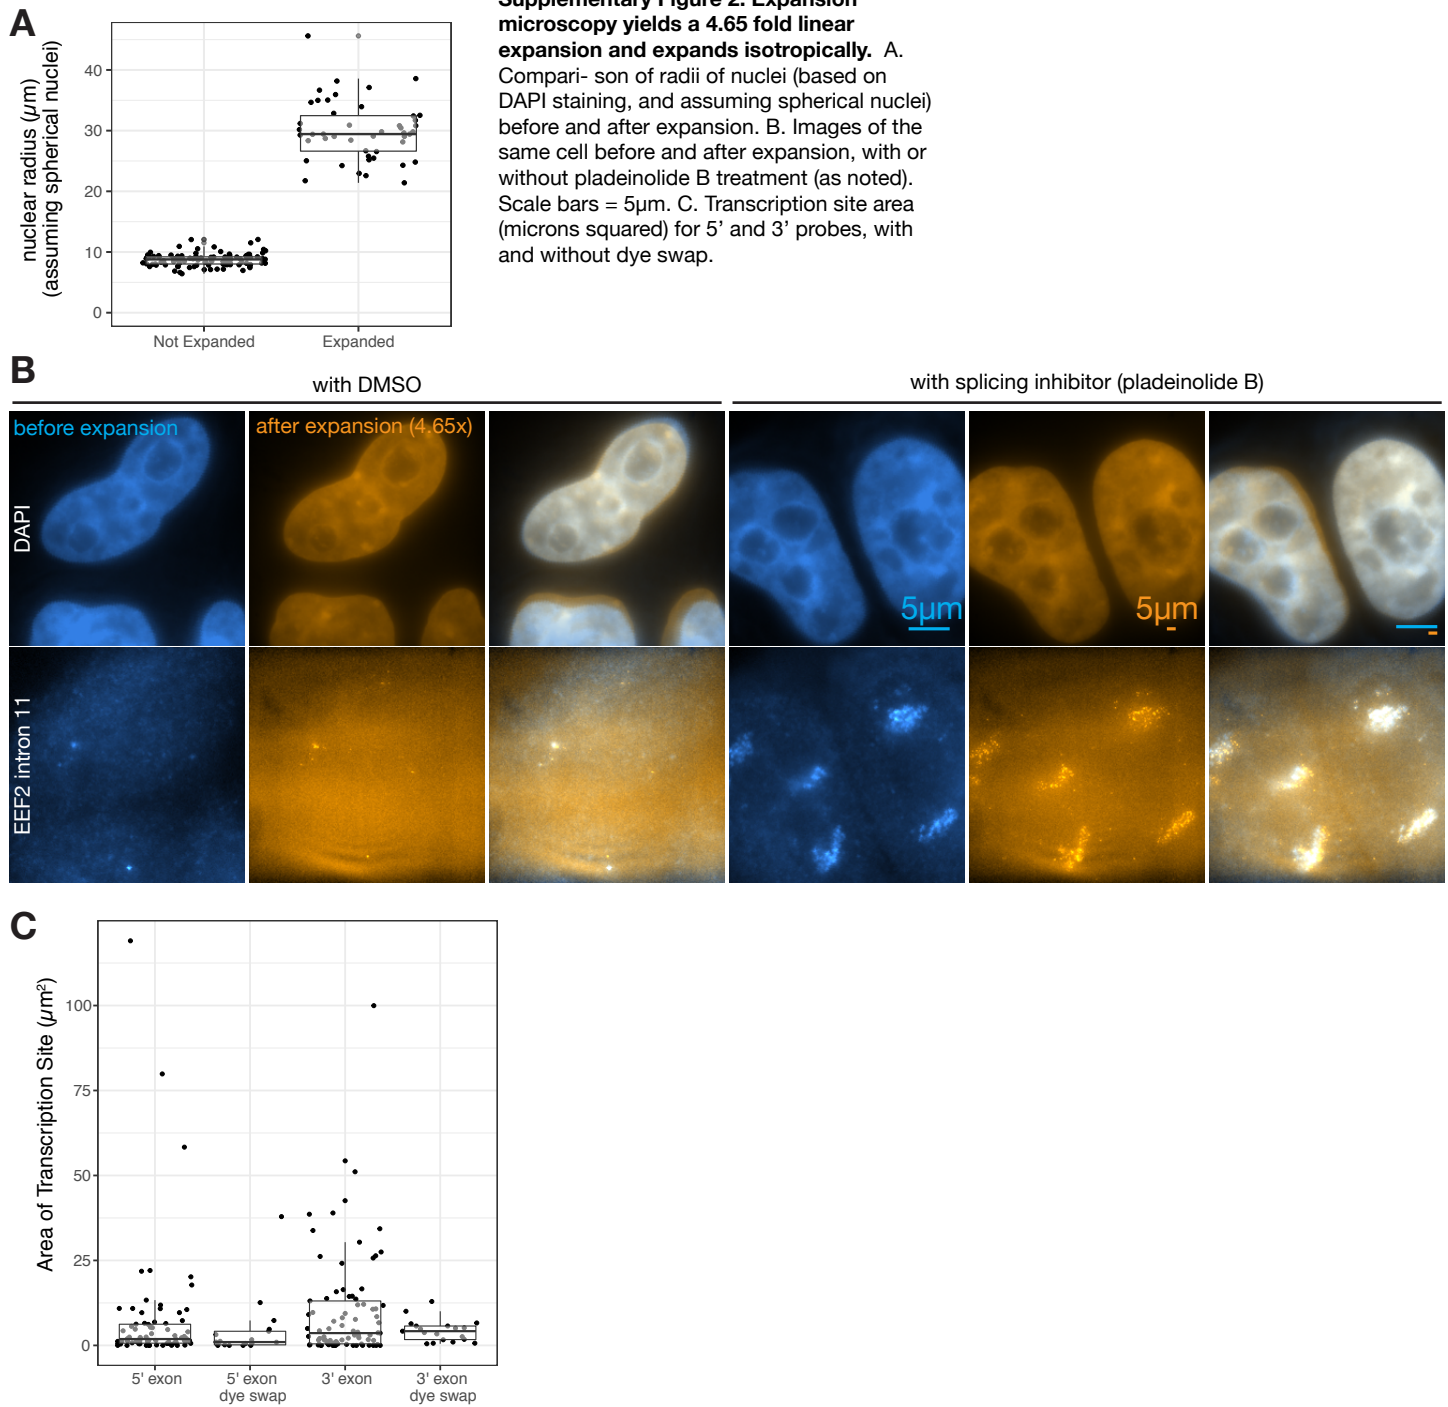 A
nuclear radius (µm)
(assuming spherical nuclei)
40
30
20
10
0
Not Expanded
Expanded
Supplementary Figure 2. Expansion
microscopy yields a 4.65 fold linear
expansion and expands isotropically. A.
Compari- son of radii of nuclei (based on
DAPI staining, and assuming spherical nuclei)
before and after expansion. B. Images of the
same cell before and after expansion, with or
without pladeinolide B treatment (as noted).
Scale bars = 5µm. C. Transcription site area
(microns squared) for 5’ and 3’ probes, with
and without dye swap.
B
with DMSO
with splicing inhibitor (pladeinolide B)
before expansion
after expansion (4.65x)
DAPI
5µm
5µm
EEF2 intron 11
C
Area of Transcription Site (µm²)
100
75
50
25
0
5' exon
5' exon
dye swap
3' exon
3' exon
dye swap